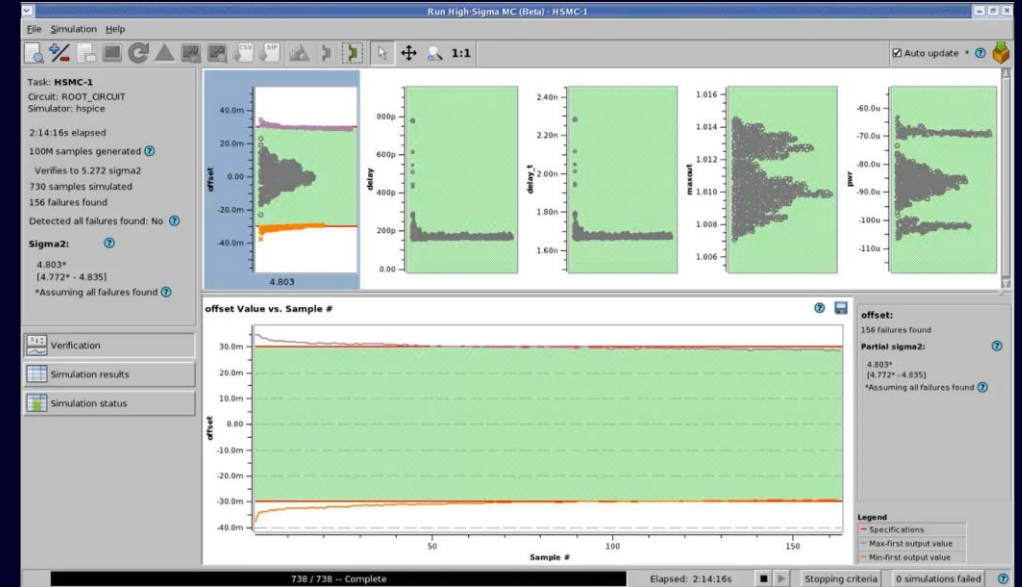 Run High-Sigma MC (Beta) - HSMC-1
File Simulation Help
CSV SIP 1:1 Auto update *
Task: HSMC-1
Circuit: ROOT_CIRCUIT
Simulator: hspice
2:14:16s elapsed
100M samples generated
Verifies to 5.272 sigma2
730 samples simulated
156 failures found
Detected all failures found: No
Sigma2:
4.803*
[4.772* - 4.835]
*Assuming all failures found
Verification
Simulation results
Simulation status
offset
40.0m
20.0m
0.00
-20.0m
-40.0m
4.803
delay
800p
600p
400p
200p
0.00
delay_t
2.40n
2.20n
2.00n
1.80n
1.60n
maxout
1.016
1.014
1.012
1.010
1.008
1.006
pwr
-60.0u
-70.0u
-80.0u
-90.0u
-100u
-110u
offset Value vs. Sample #
offset
30.0m
20.0m
10.0m
0.00
-10.0m
-20.0m
-30.0m
-40.0m
50 100 150
Sample #
offset:
156 failures found
Partial sigma2:
4.803*
[4.772* - 4.835]
*Assuming all failures found
Legend
Specifications
Max-first output value
Min-first output value
738 / 738 -- Complete
Elapsed: 2:14:16s
Stopping criteria
0 simulations failed